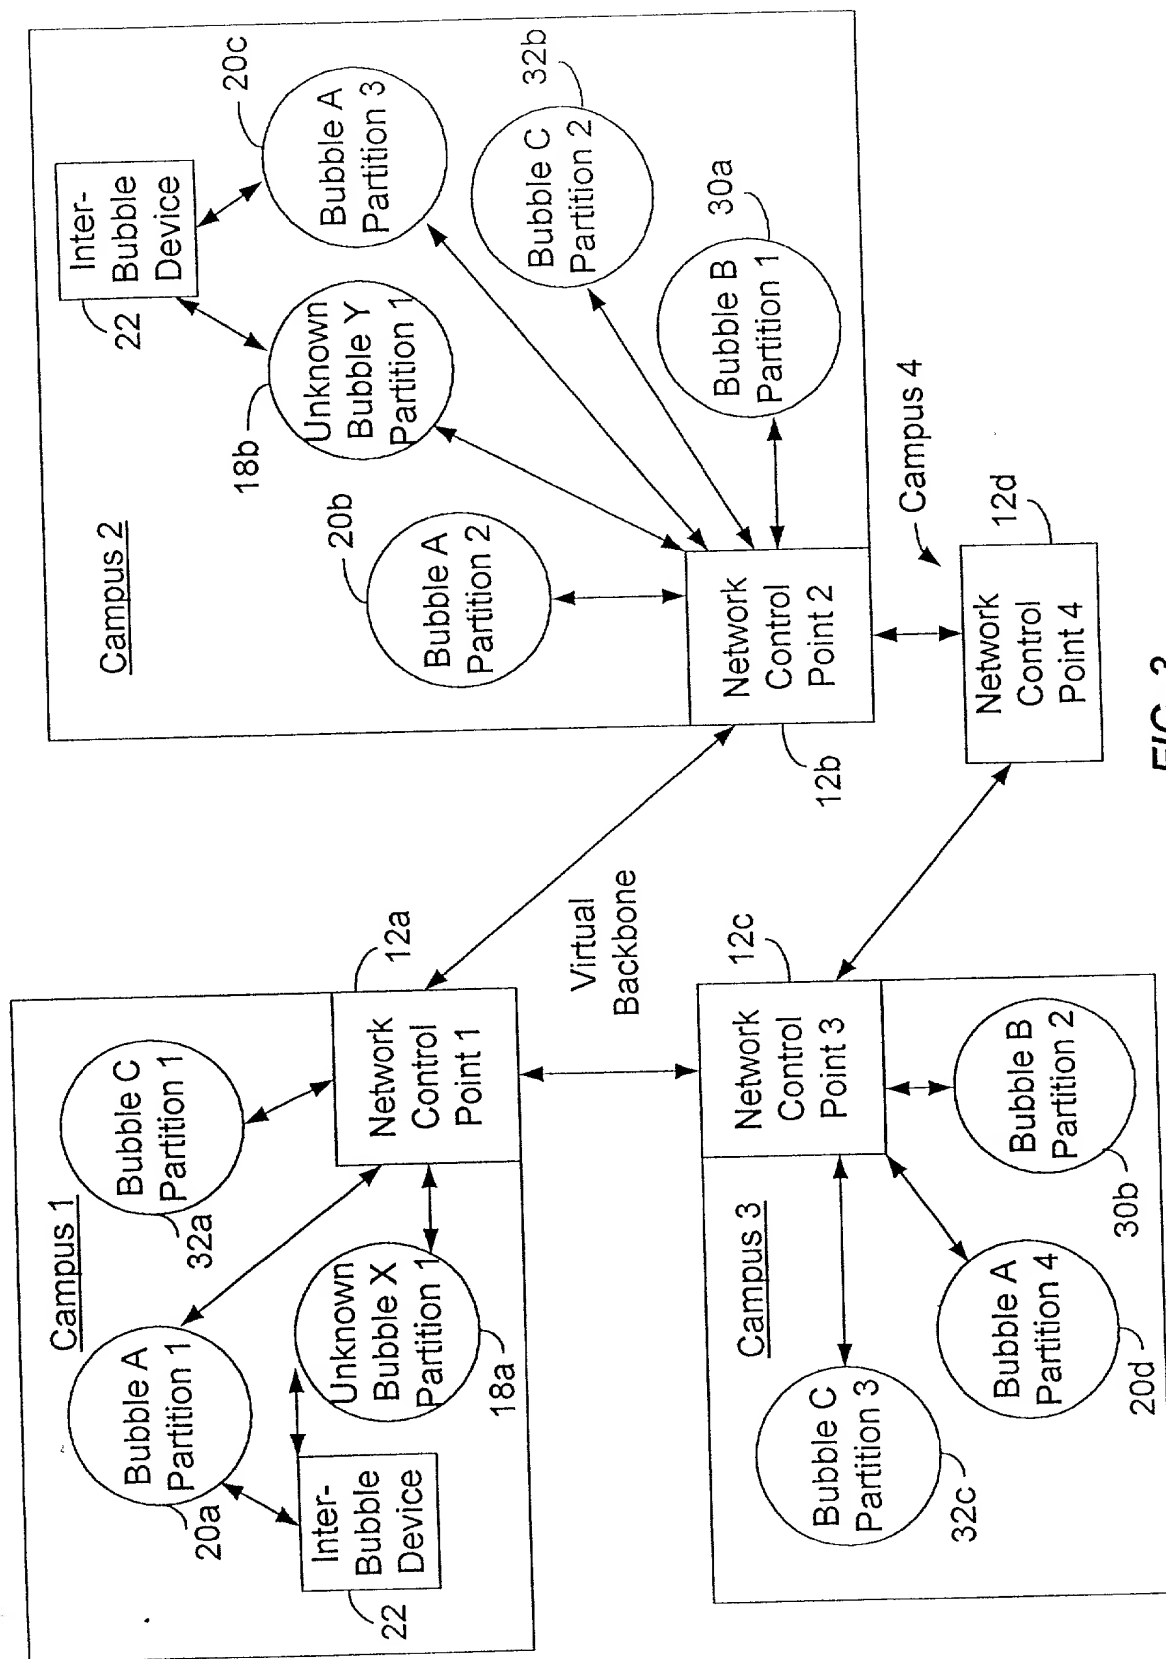 Campus 1
Bubble A
Partition 1
20a
Bubble C
Partition 1
32a
Inter-
Bubble
Device
22
Unknown
Bubble X
Partition 1
18a
Network
Control
Point 1
12a
Virtual
Backbone
Campus 2
Inter-
Bubble
Device
22
Bubble A
Partition 3
20c
Unknown
Bubble Y
Partition 1
18b
Bubble A
Partition 2
20b
Bubble C
Partition 2
32b
Bubble B
Partition 1
30a
Network
Control
Point 2
12b
Campus 3
Network
Control
Point 3
12c
Bubble C
Partition 3
32c
Bubble A
Partition 4
20d
Bubble B
Partition 2
30b
Campus 4
Network
Control
Point 4
12d
FIG.